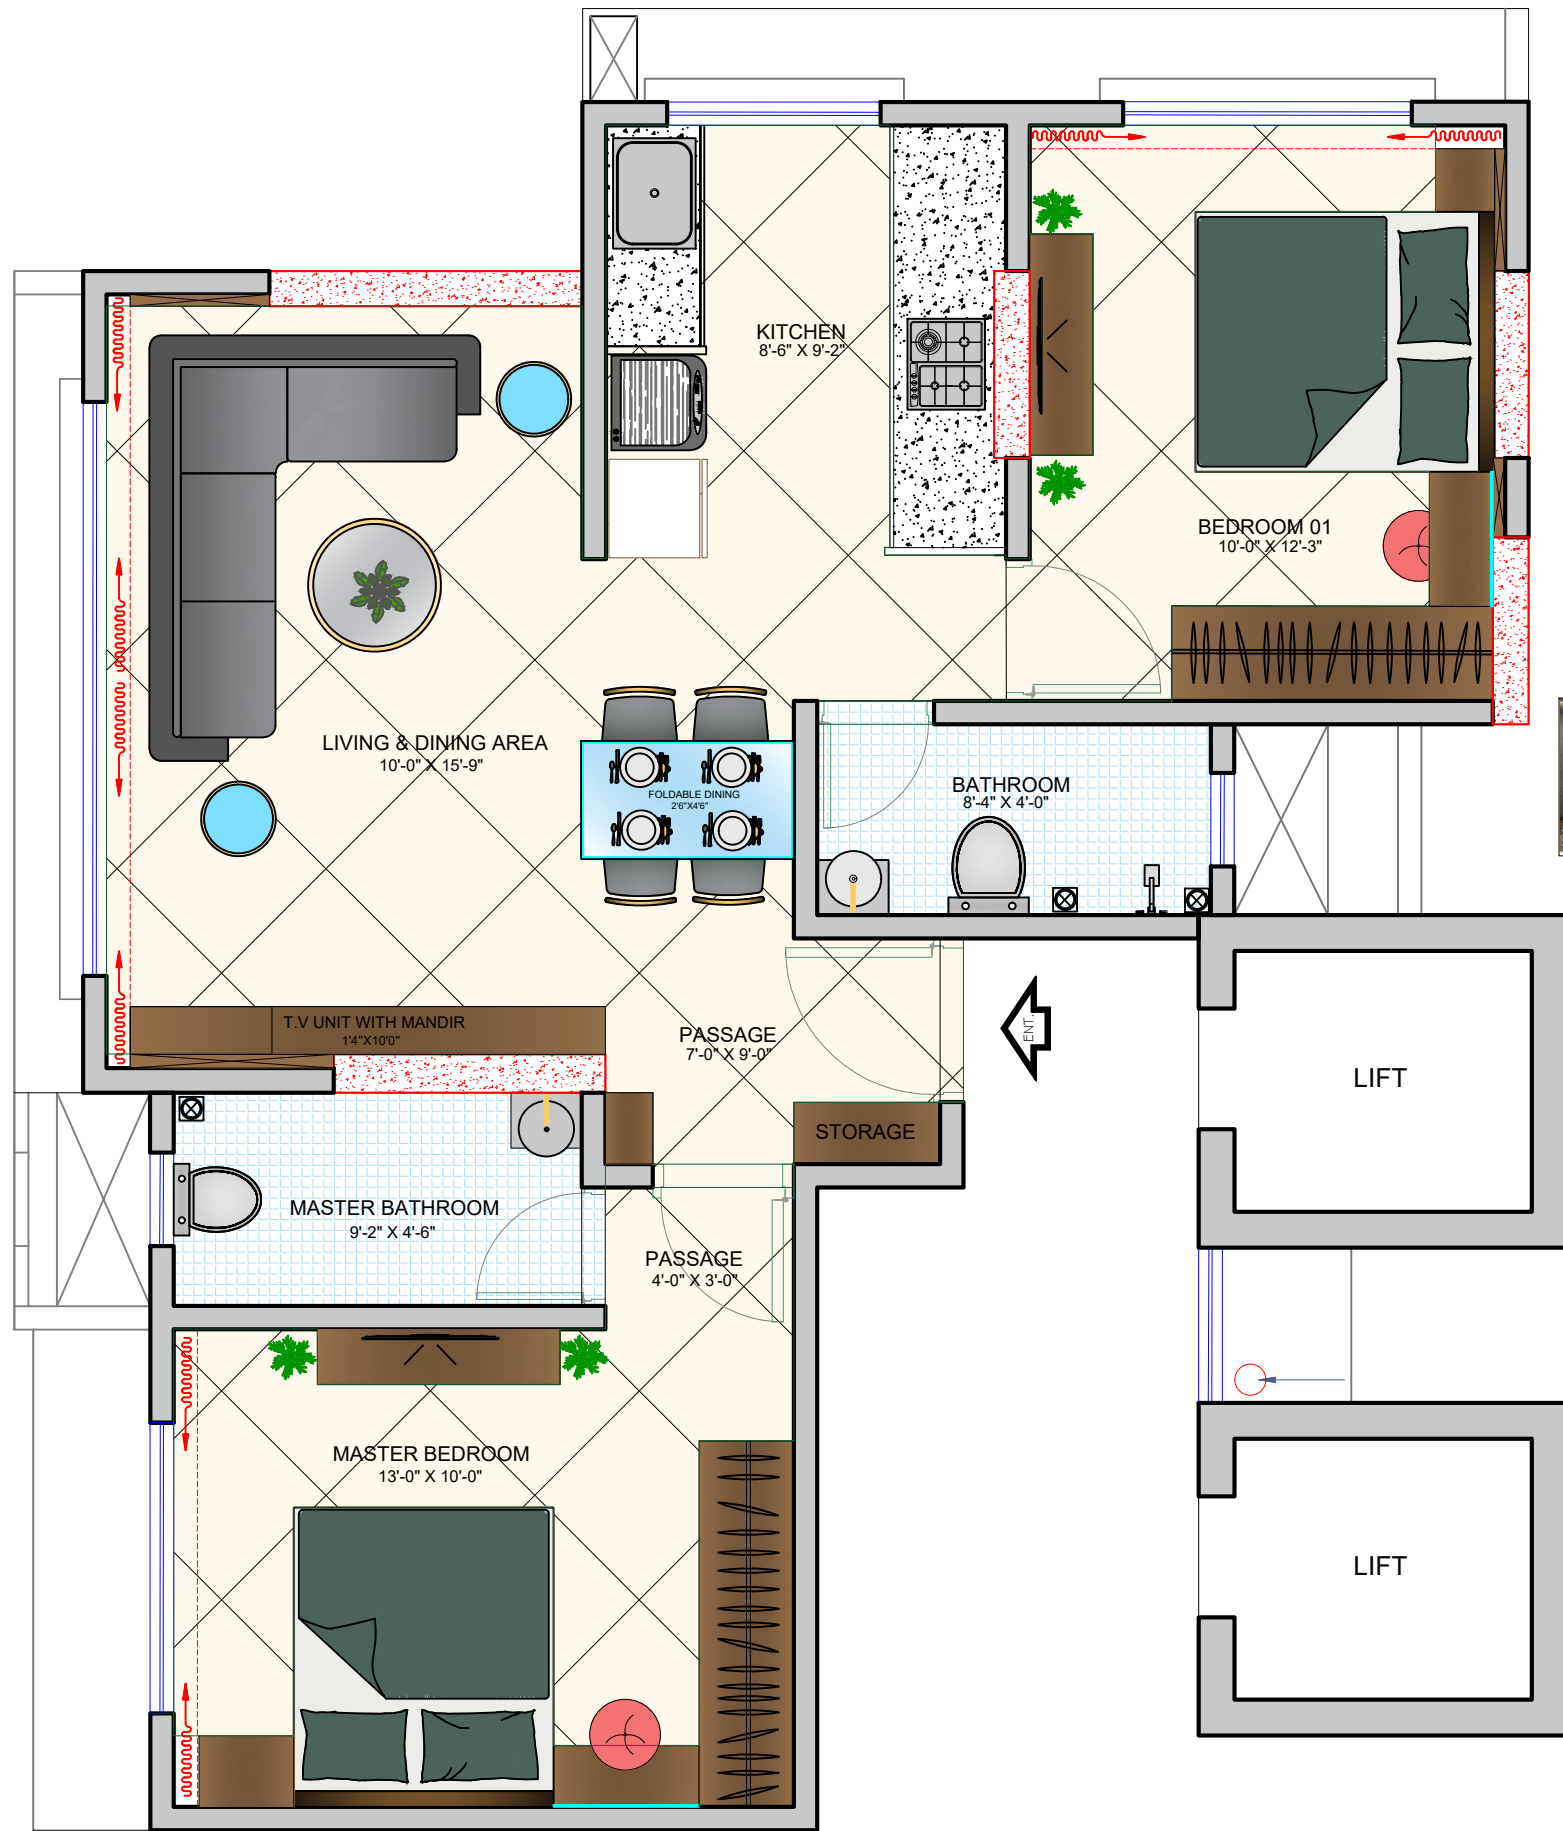 KITCHEN
8'-6" X 9'-2"
BEDROOM 01
10'-0" X 12'-3"
LIVING & DINING AREA
10'-0" X 15'-9"
FOLDABLE DINING
2'6"X4'6"
BATHROOM
8'-4" X 4'-0"
T.V UNIT WITH MANDIR
1'4"X10'0"
PASSAGE
7'-0" X 9'-0"
ENT.
LIFT
STORAGE
MASTER BATHROOM
9'-2" X 4'-6"
PASSAGE
4'-0" X 3'-0"
MASTER BEDROOM
13'-0" X 10'-0"
LIFT